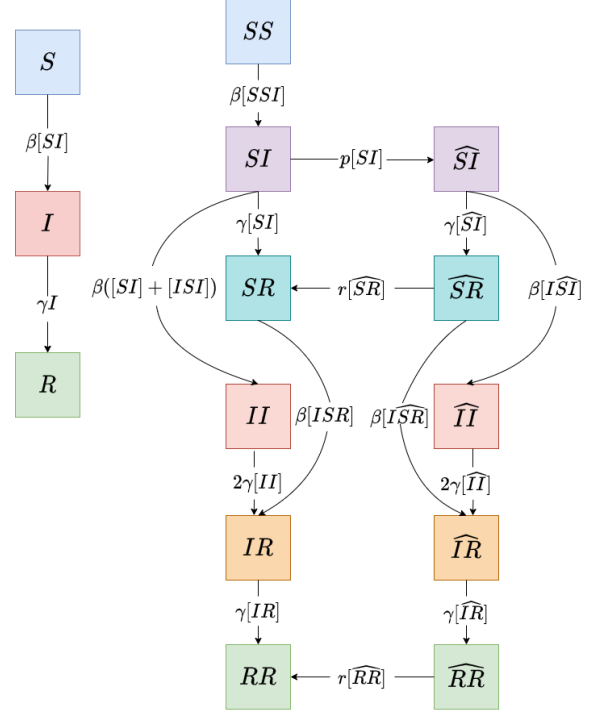 SS
S
β[SSI]
β[SI]
SI
p[SI]
\widehat{SI}
I
γ[SI]
γ[\widehat{SI}]
β([SI] + [ISI])
SR
r[\widehat{SR}]
\widehat{SR}
β[I\widehat{SI}]
γI
R
II
β[ISR]
β[I\widehat{SR}]
\widehat{II}
2γ[II]
2γ[\widehat{II}]
IR
\widehat{IR}
γ[IR]
γ[\widehat{IR}]
RR
r[\widehat{RR}]
\widehat{RR}